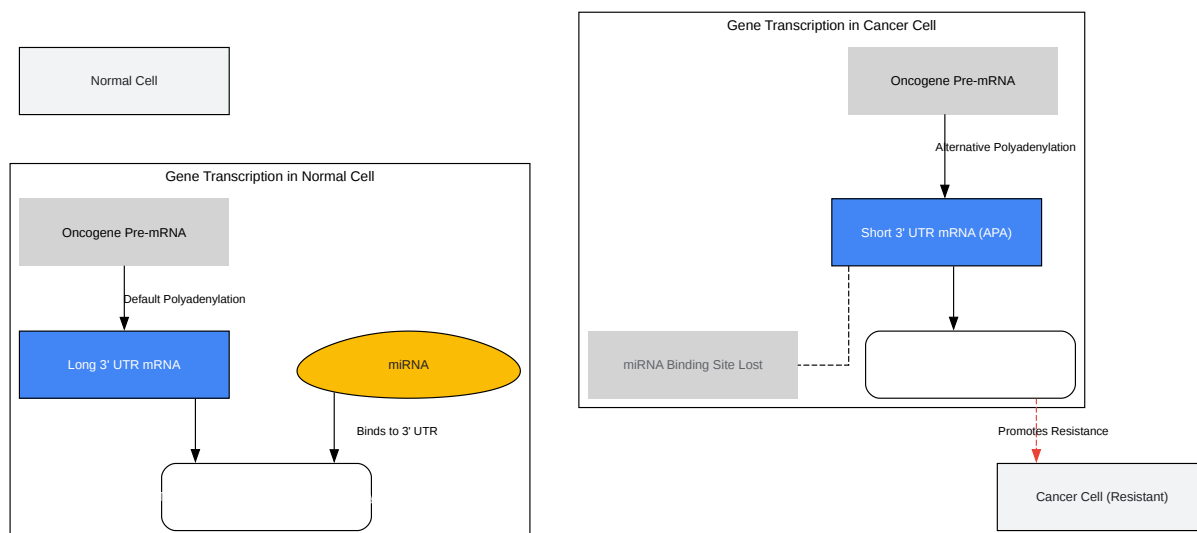 Normal Cell
Gene Transcription in Normal Cell
Oncogene Pre-mRNA
Default Polyadenylation
Long 3' UTR mRNA
miRNA
Binds to 3' UTR
Gene Transcription in Cancer Cell
Oncogene Pre-mRNA
Alternative Polyadenylation
Short 3' UTR mRNA (APA)
miRNA Binding Site Lost
Promotes Resistance
Cancer Cell (Resistant)